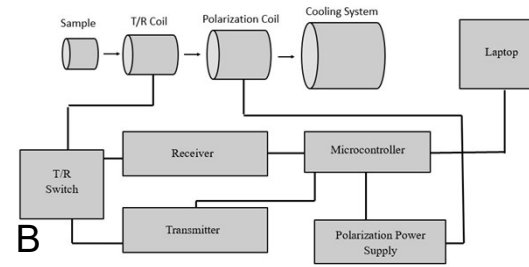 Sample
T/R Coil
Polarization Coil
Cooling System
Laptop
T/R
Switch
Receiver
Microcontroller
Transmitter
Polarization Power
Supply
B